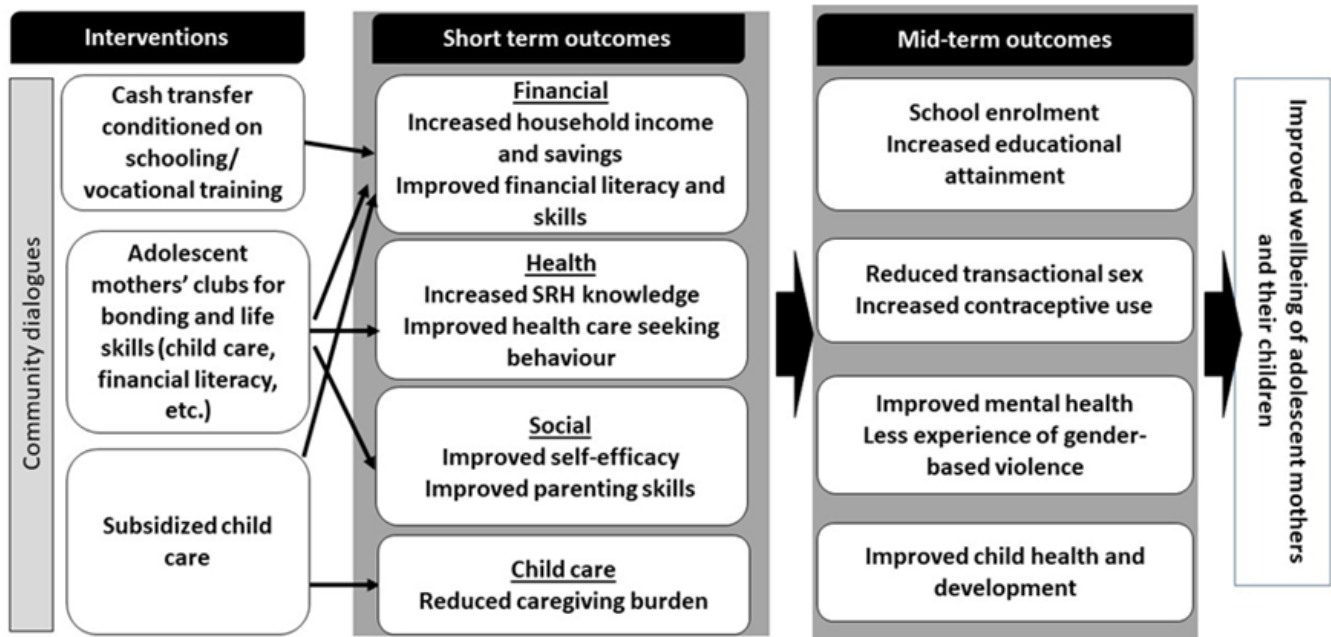 Interventions
Short term outcomes
Mid-term outcomes
Community dialogues
Cash transfer
conditioned on
schooling/
vocational training
Adolescent
mothers’ clubs for
bonding and life
skills (child care,
financial literacy,
etc.)
Subsidized child
care
Financial
Increased household income
and savings
Improved financial literacy and
skills
Health
Increased SRH knowledge
Improved health care seeking
behaviour
Social
Improved self-efficacy
Improved parenting skills
Child care
Reduced caregiving burden
School enrolment
Increased educational
attainment
Reduced transactional sex
Increased contraceptive use
Improved mental health
Less experience of gender-
based violence
Improved child health and
development
Improved wellbeing of adolescent mothers
and their children